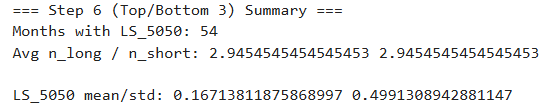 === Step 6 (Top/Bottom 3) Summary ===
Months with LS_5050: 54
Avg n_long / n_short: 2.9454545454545453 2.9454545454545453
LS_5050 mean/std: 0.16713811875868997 0.4991308942881147